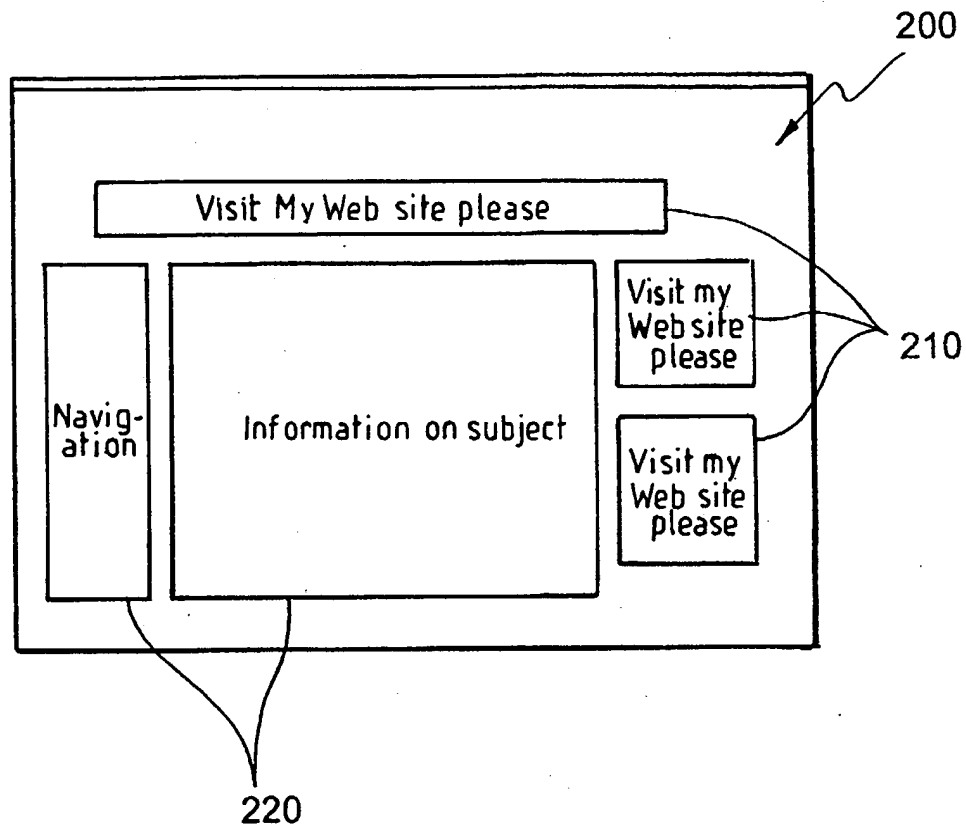 200
Visit My Web site please
Visit my
Web site
please
210
Navig-
ation
Information on subject
Visit my
Web site
please
220